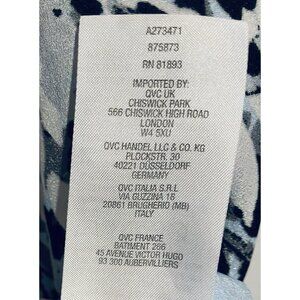 A273471
875873
RN 81893
IMPORTED BY:
QVC UK
CHISWICK PARK
566 CHISWICK HIGH ROAD
LONDON
W4 5XU
QVC HANDEL LLC & CO. KG
PLOCKSTR. 30
40221 DÜSSELDORF
GERMANY
QVC ITALIA S.R.L
VIA GUZZINA 18
20861 BRUGHERIO (MB)
ITALY
QVC FRANCE
BATIMENT 266
45 AVENUE VICTOR HUGO
93 300 AUBERVILLIERS